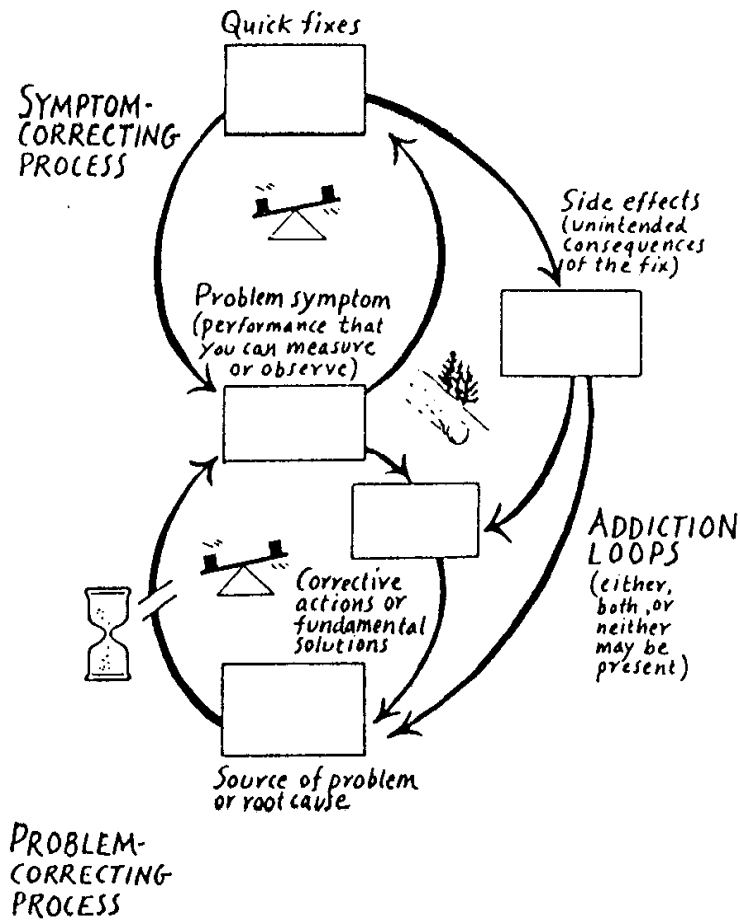 Quick fixes
SYMPTOM-
CORRECTING
PROCESS
Side effects
(unintended
consequences
of the fix)
Problem symptom
(performance that
you can measure
or observe)
ADDICTION
LOOPS
(either,
both, or
neither
may be
present)
Corrective
actions or
fundamental
solutions
Source of problem
or root cause
PROBLEM-
CORRECTING
PROCESS